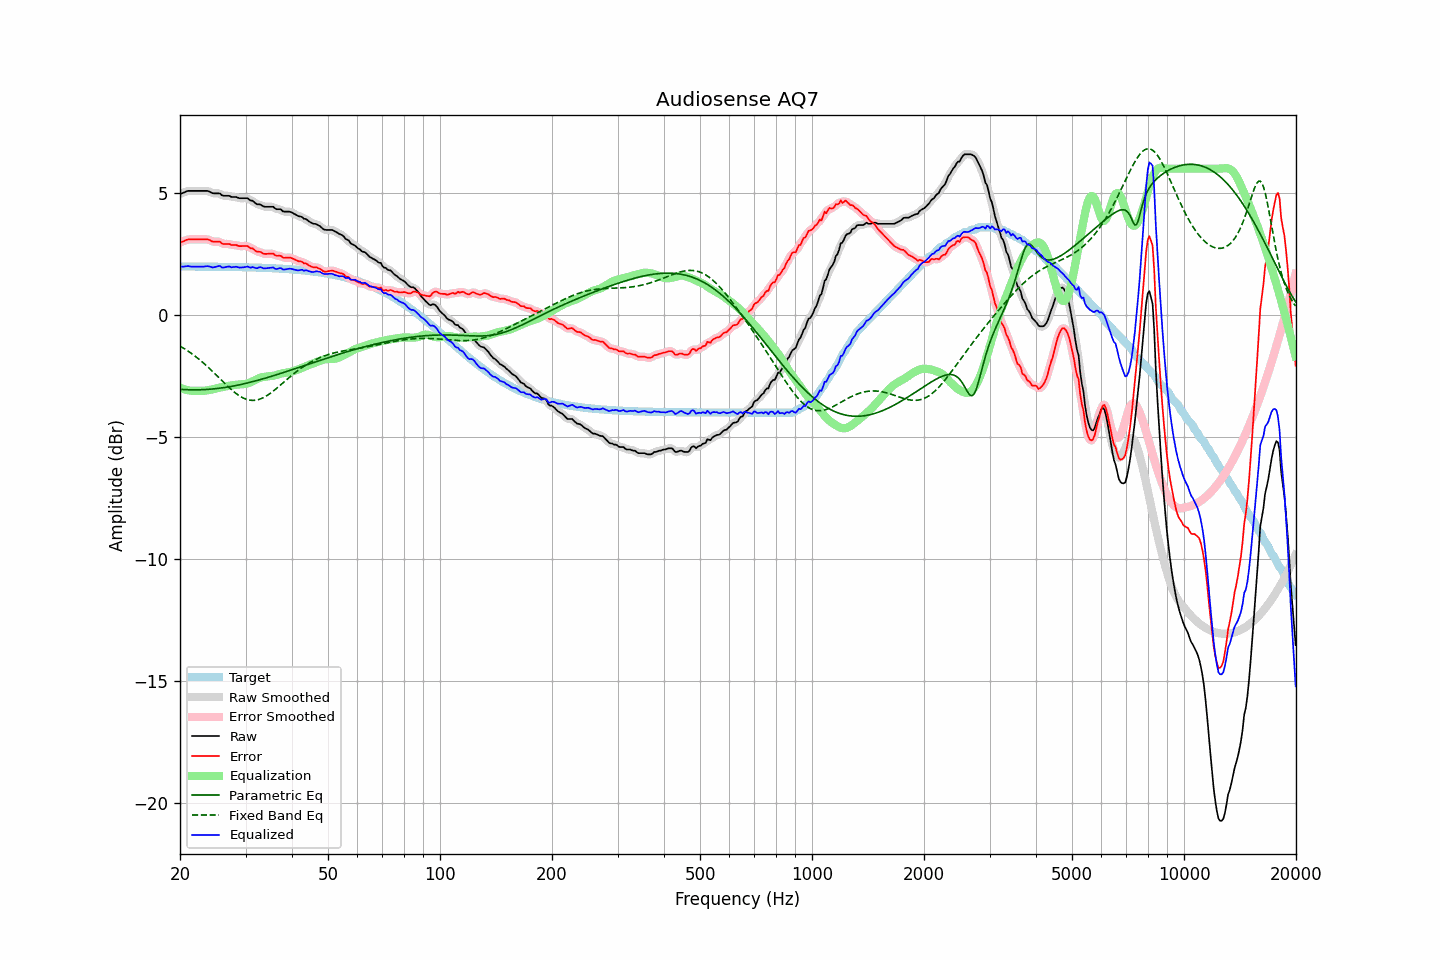 Audiosense AQ7
Amplitude (dBr)
5
0
−5
−10
−15
−20
Target
Raw Smoothed
Error Smoothed
Raw
Error
Equalization
Parametric Eq
Fixed Band Eq
Equalized
20 50 100 200 500 1000 2000 5000 10000 20000
Frequency (Hz)